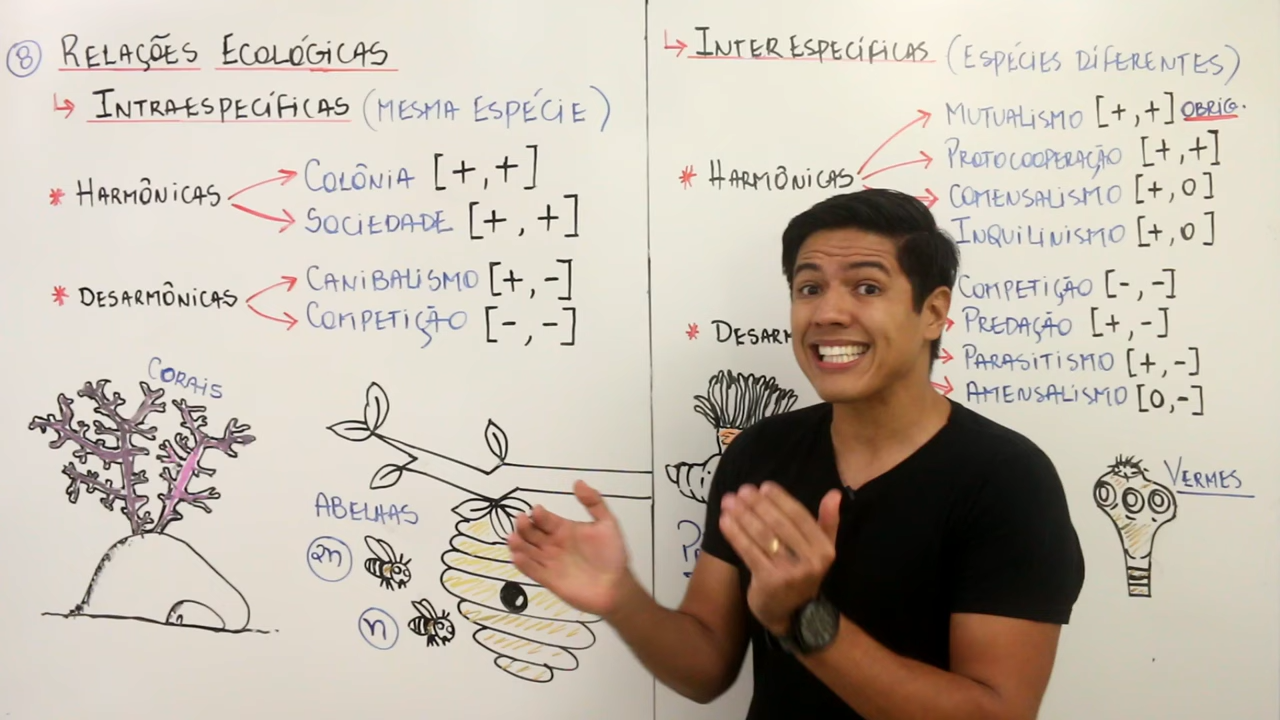 8 RELAÇÕES ECOLÓGICAS
↳ INTRAESPECÍFICAS (MESMA ESPÉCIE)
* HARMÔNICAS
COLÔNIA [+,+]
SOCIEDADE [+,+]
* DESARMÔNICAS
CANIBALISMO [+,-]
COMPETIÇÃO [-,-]
CORAIS
ABELHAS
2n
n
↳ INTERESPECÍFICAS (ESPÉCIES DIFERENTES)
* HARMÔNICAS
MUTUALISMO [+,+] OBRIG.
PROTOCOOPERAÇÃO [+,+]
COMENSALISMO [+,0]
INQUILINISMO [+,0]
* DESARM
COMPETIÇÃO [-,-]
PREDAÇÃO [+,-]
PARASITISMO [+,-]
AMENSALISMO [0,-]
VERMES